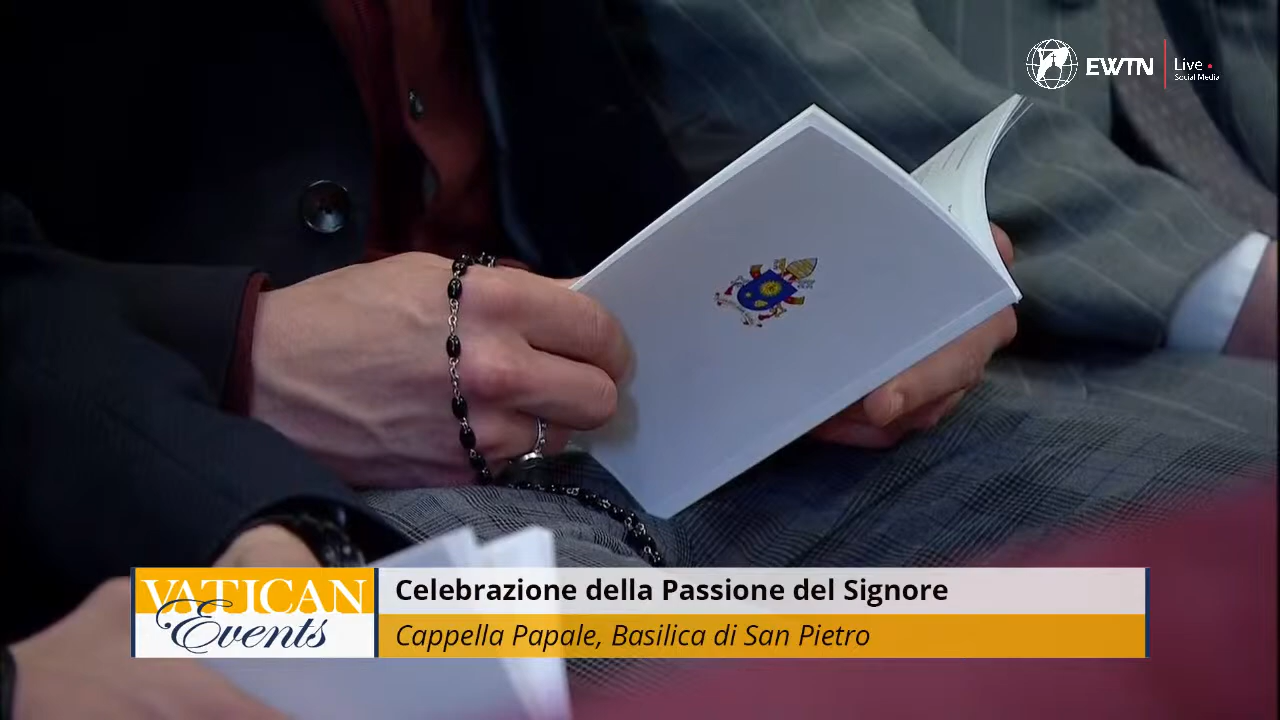 EWTN
Live
Social Media
VATICAN
Events
Celebrazione della Passione del Signore
Cappella Papale, Basilica di San Pietro